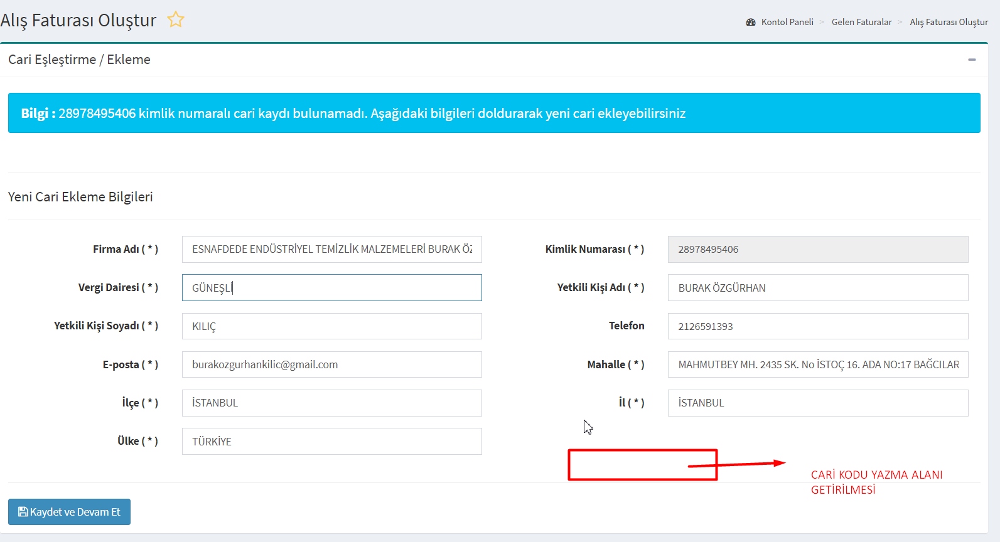 Alış Faturası Oluştur
Kontol Paneli > Gelen Faturalar > Alış Faturası Oluştur
Cari Eşleştirme / Ekleme
Bilgi : 28978495406 kimlik numaralı cari kaydı bulunamadı. Aşağıdaki bilgileri doldurarak yeni cari ekleyebilirsiniz
Yeni Cari Ekleme Bilgileri
Firma Adı ( * ) ESNAFDEDE ENDÜSTRİYEL TEMİZLİK MALZEMELERİ BURAK ÖZ
Kimlik Numarası ( * ) 28978495406
Vergi Dairesi ( * ) GÜNEŞLİ
Yetkili Kişi Adı ( * ) BURAK ÖZGÜRHAN
Yetkili Kişi Soyadı ( * ) KILIÇ
Telefon 2126591393
E-posta ( * ) burakozgurhankilic@gmail.com
Mahalle ( * ) MAHMUTBEY MH. 2435 SK. No İSTOÇ 16. ADA NO:17 BAĞCILAR
İlçe ( * ) İSTANBUL
İl ( * ) İSTANBUL
Ülke ( * ) TÜRKİYE
CARİ KODU YAZMA ALANI
GETİRİLMESİ
Kaydet ve Devam Et